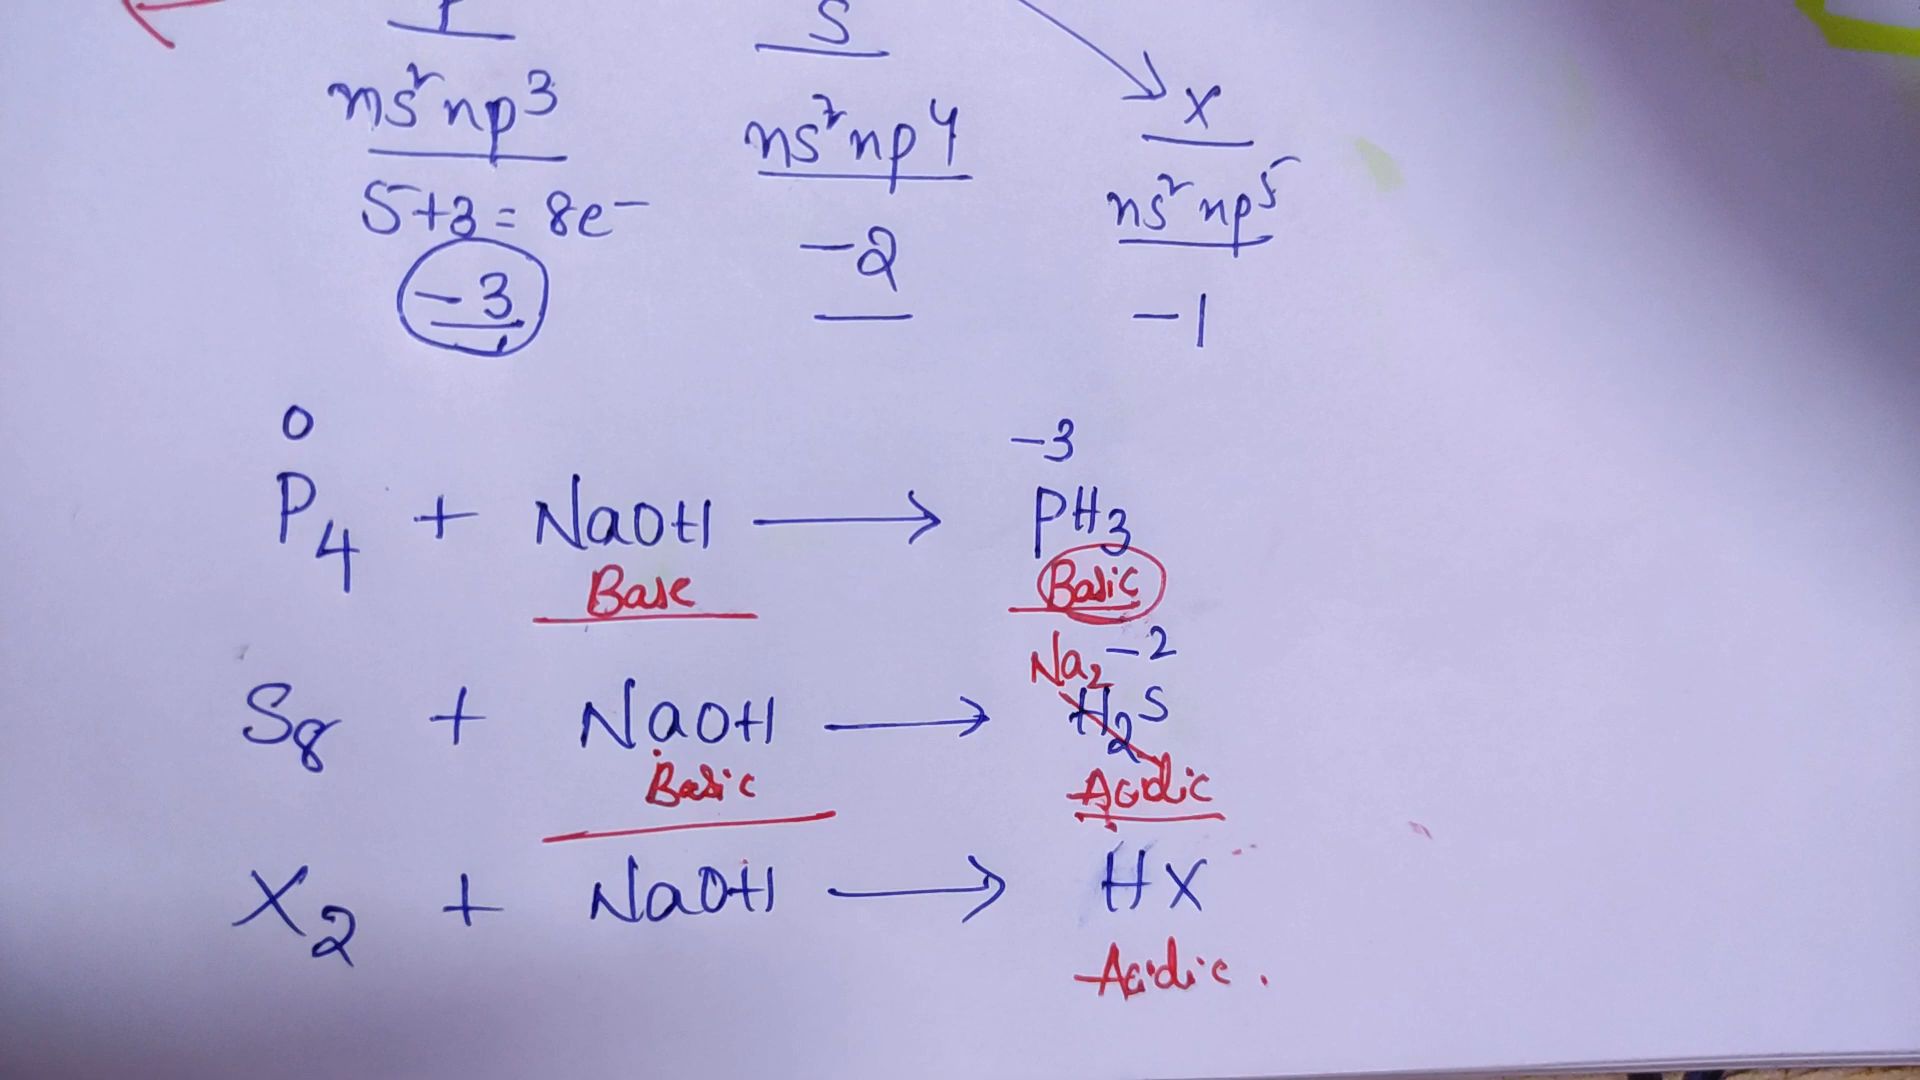 P S
ns²np³ ns²np⁴ X
5+3=8e⁻ ns²np⁵
-3 -2 -1
0 -3
P₄ + NaOH ⟶ PH₃
Base Basic
Na₂ -2
S₈ + NaOH ⟶ H₂S
Basic Acidic
X₂ + NaOH ⟶ HX
Acidic.